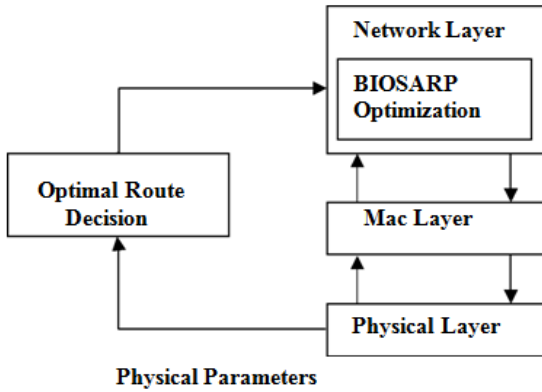 Network Layer
BIOSARP
Optimization
Optimal Route
Decision
Mac Layer
Physical Layer
Physical Parameters